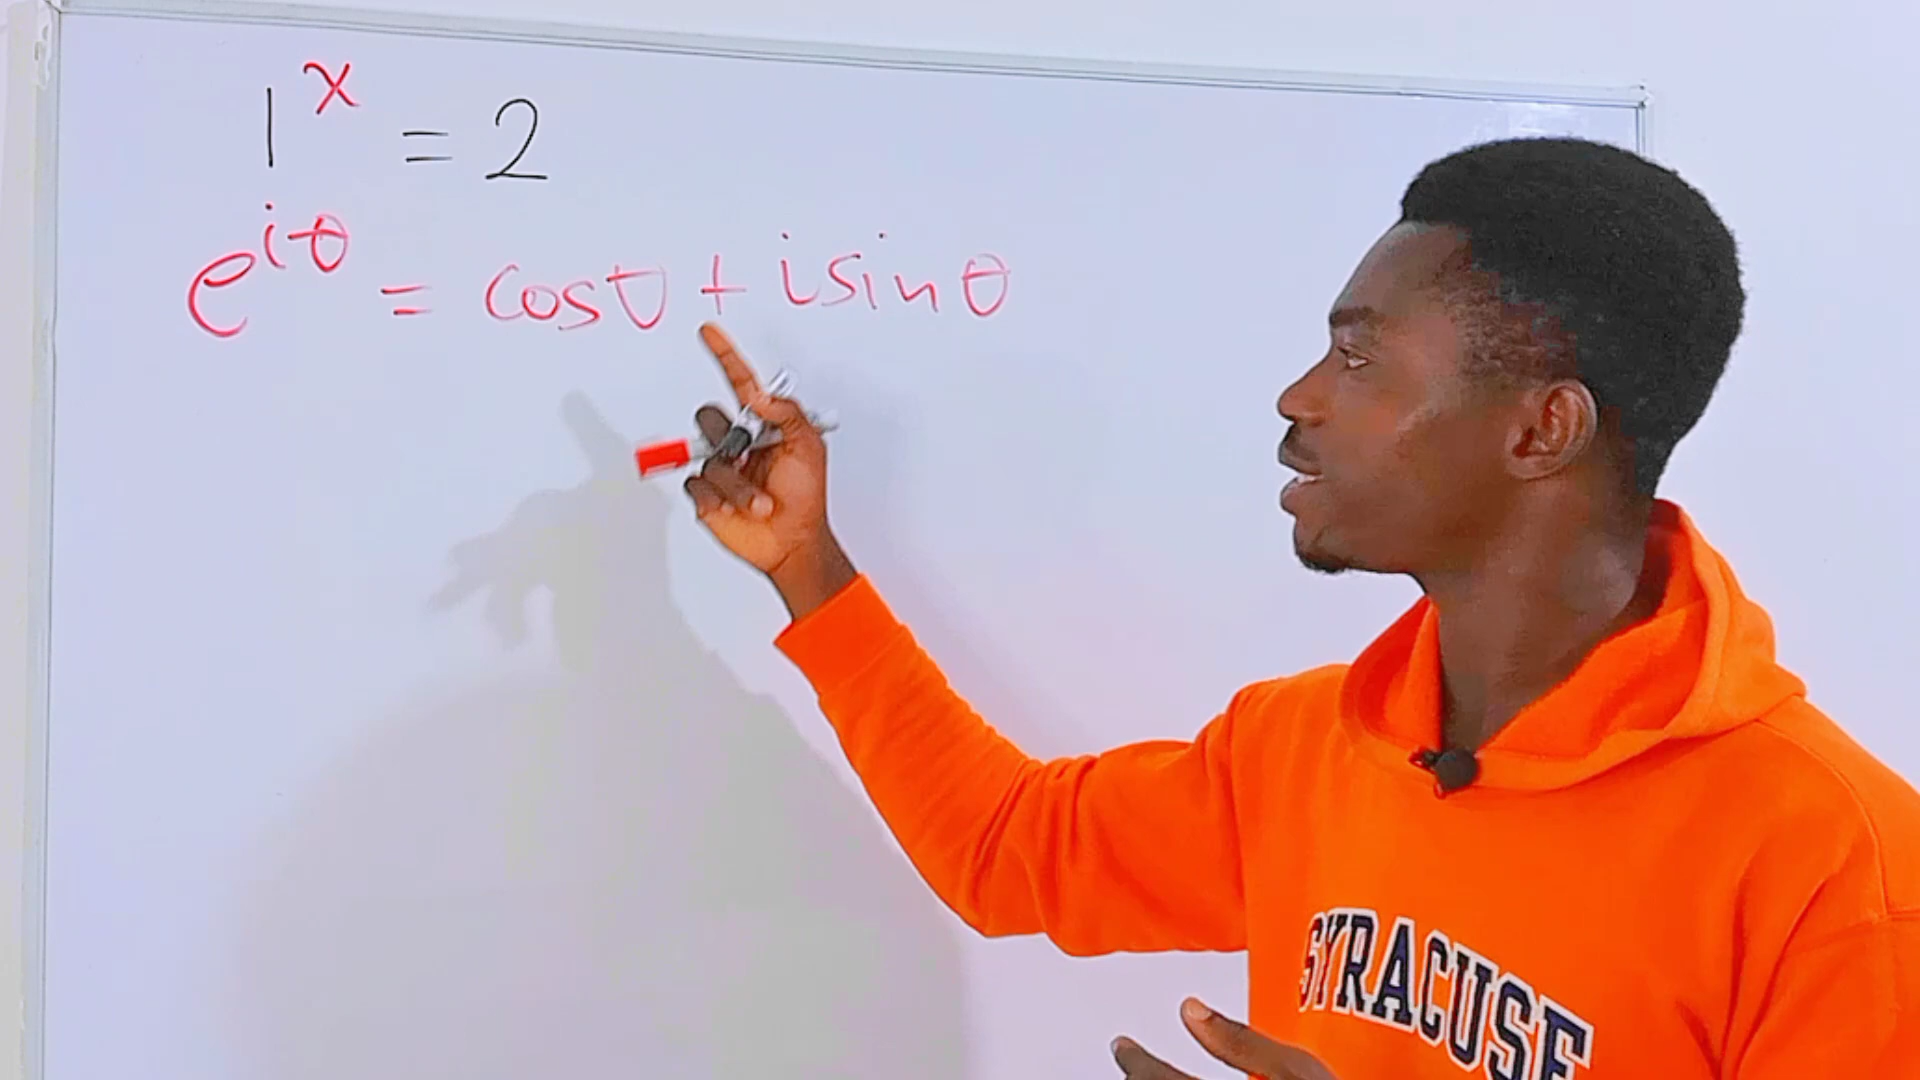 1^x = 2
e^{iθ} = cosθ + isinθ
SYRACUSE